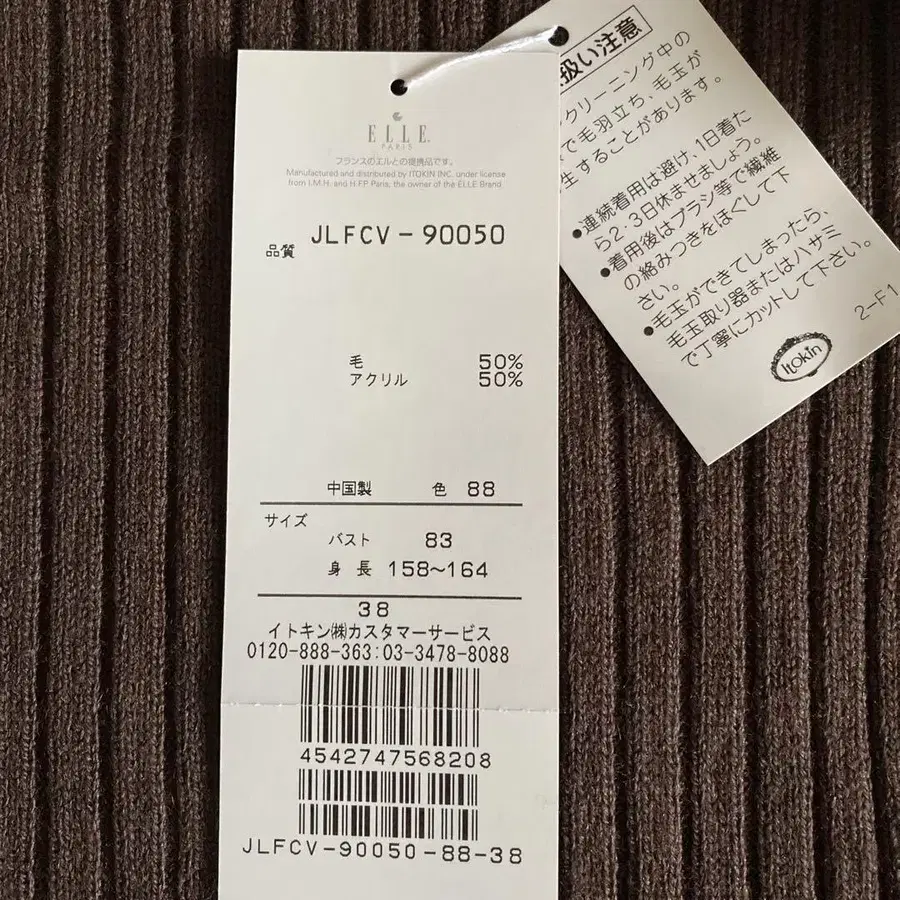 ELLE
PARIS
フランスのエルとの提携品です。
Manufactured and distributed by ITOKIN INC. under license
from I.M.H. and H.F.P Paris, the owner of the ELLE Brand
品質 JLFCV-90050
毛 50%
アクリル 50%
中国製 色 88
サイズ
バスト 83
身長 158〜164
38
イトキン㈱カスタマーサービス
0120-888-363:03-3478-8088
4542747568208
JLFCV-90050-88-38
扱い注意
クリーニング中の
で毛羽立ち、毛玉が
生することがあります。
●連続着用は避け、1日着た
ら2・3日休ませましょう。
●着用後はブラシ等で繊維
の絡みつきをほぐして下
さい。
●毛玉ができてしまったら、
毛玉取り器またはハサミ
で丁寧にカットして下さい。
2-F1
Itokin